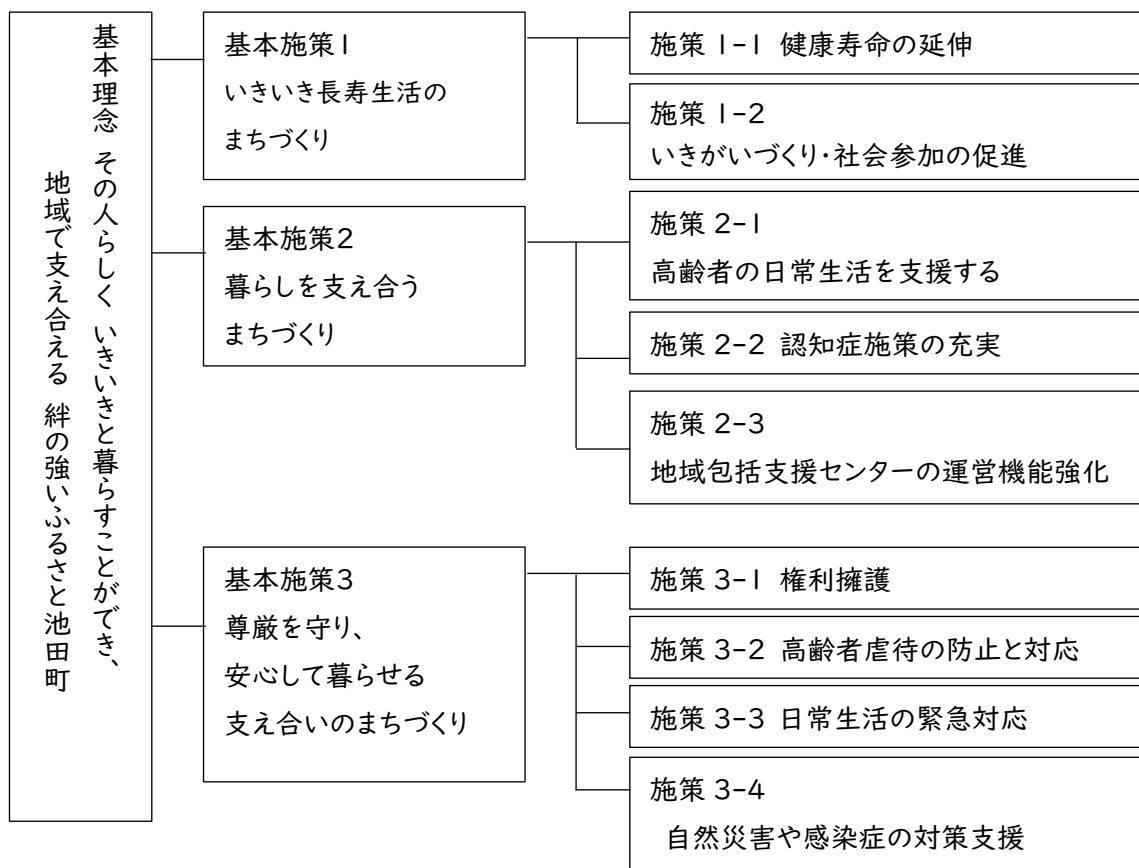 基本理念 その人らしく いきいきと暮らすことができ、
地域で支え合える 絆の強いふるさと池田町
基本施策1
いきいき長寿生活の
まちづくり
施策 1-1 健康寿命の延伸
施策 1-2
いきがいづくり・社会参加の促進
基本施策2
暮らしを支え合う
まちづくり
施策 2-1
高齢者の日常生活を支援する
施策 2-2 認知症施策の充実
施策 2-3
地域包括支援センターの運営機能強化
基本施策3
尊厳を守り、
安心して暮らせる
支え合いのまちづくり
施策 3-1 権利擁護
施策 3-2 高齢者虐待の防止と対応
施策 3-3 日常生活の緊急対応
施策 3-4
自然災害や感染症の対策支援